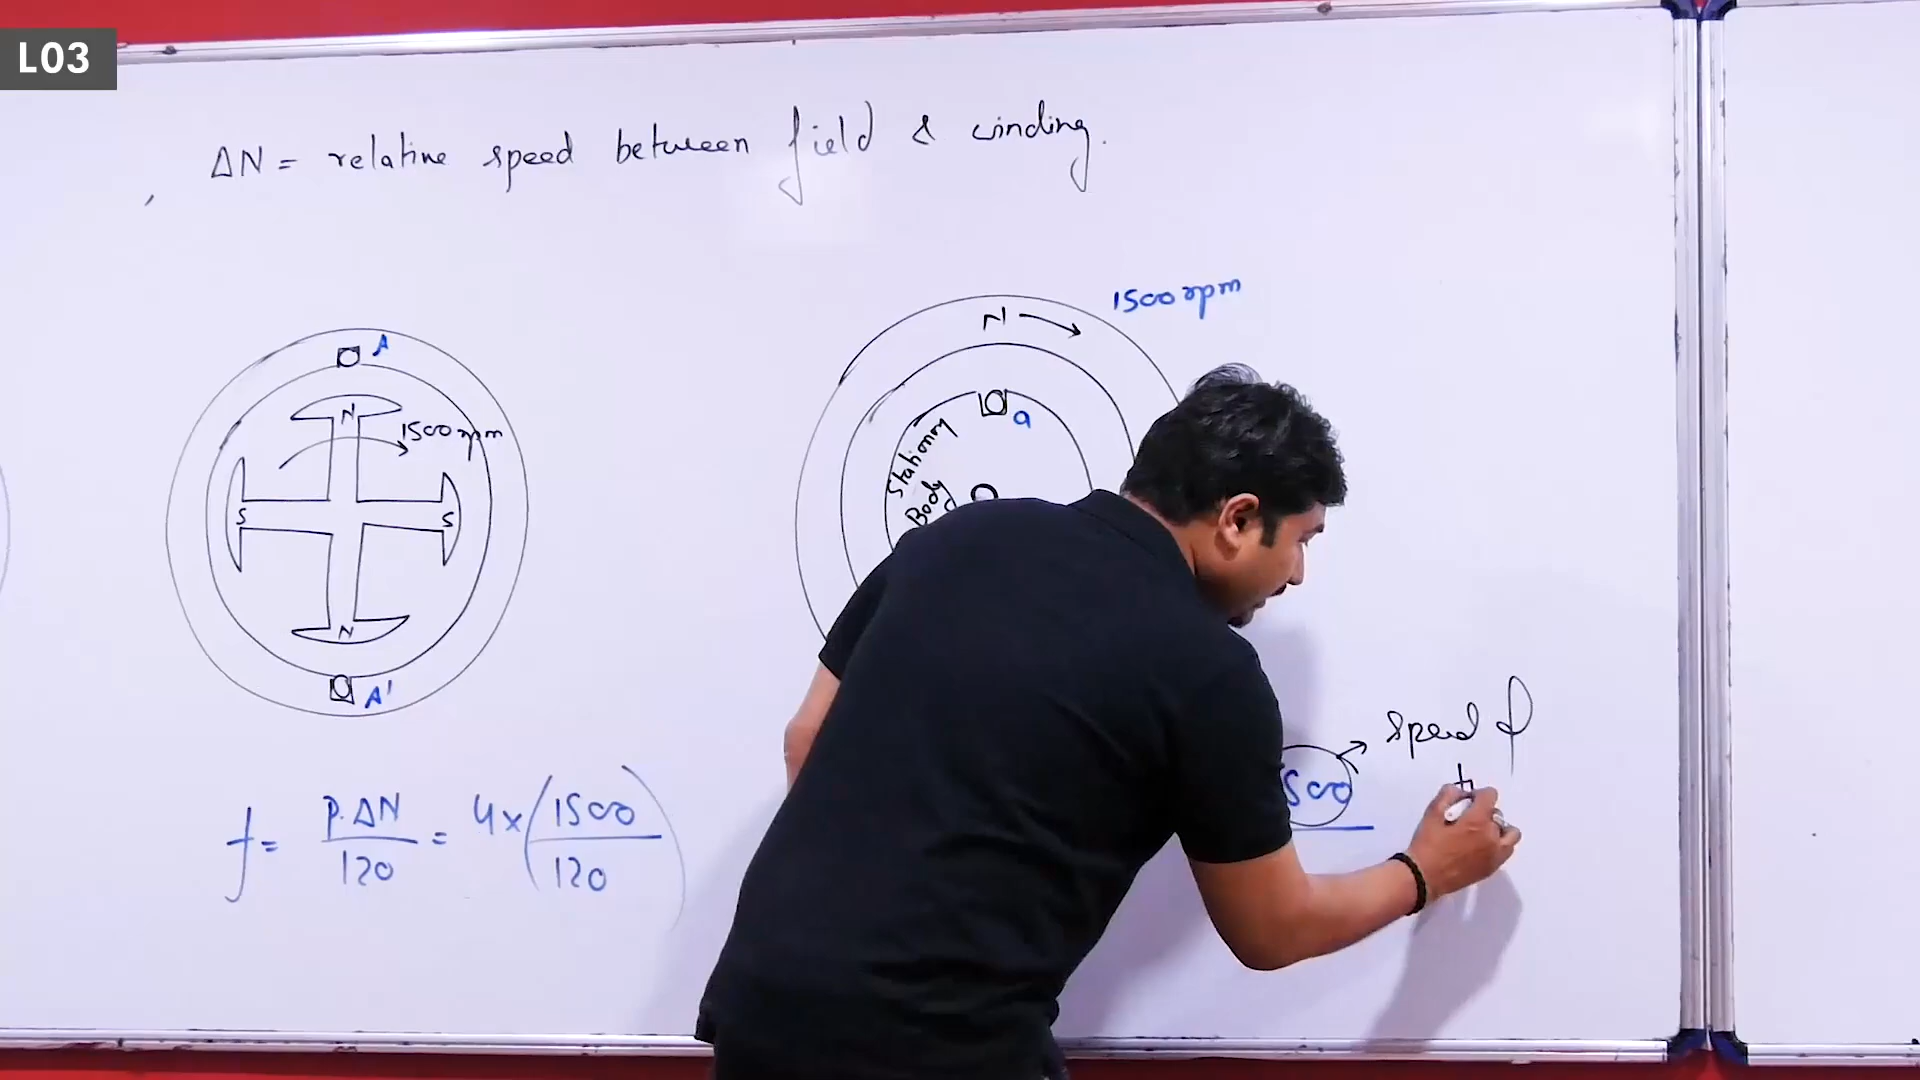 L03
ΔN = relative speed between field & winding.
A
N
1500 rpm
S S
N
A'
f = P.ΔN / 120 = 4 x (1500 / 120)
N → 1500 rpm
a
Stationary
Body
500 → speed of